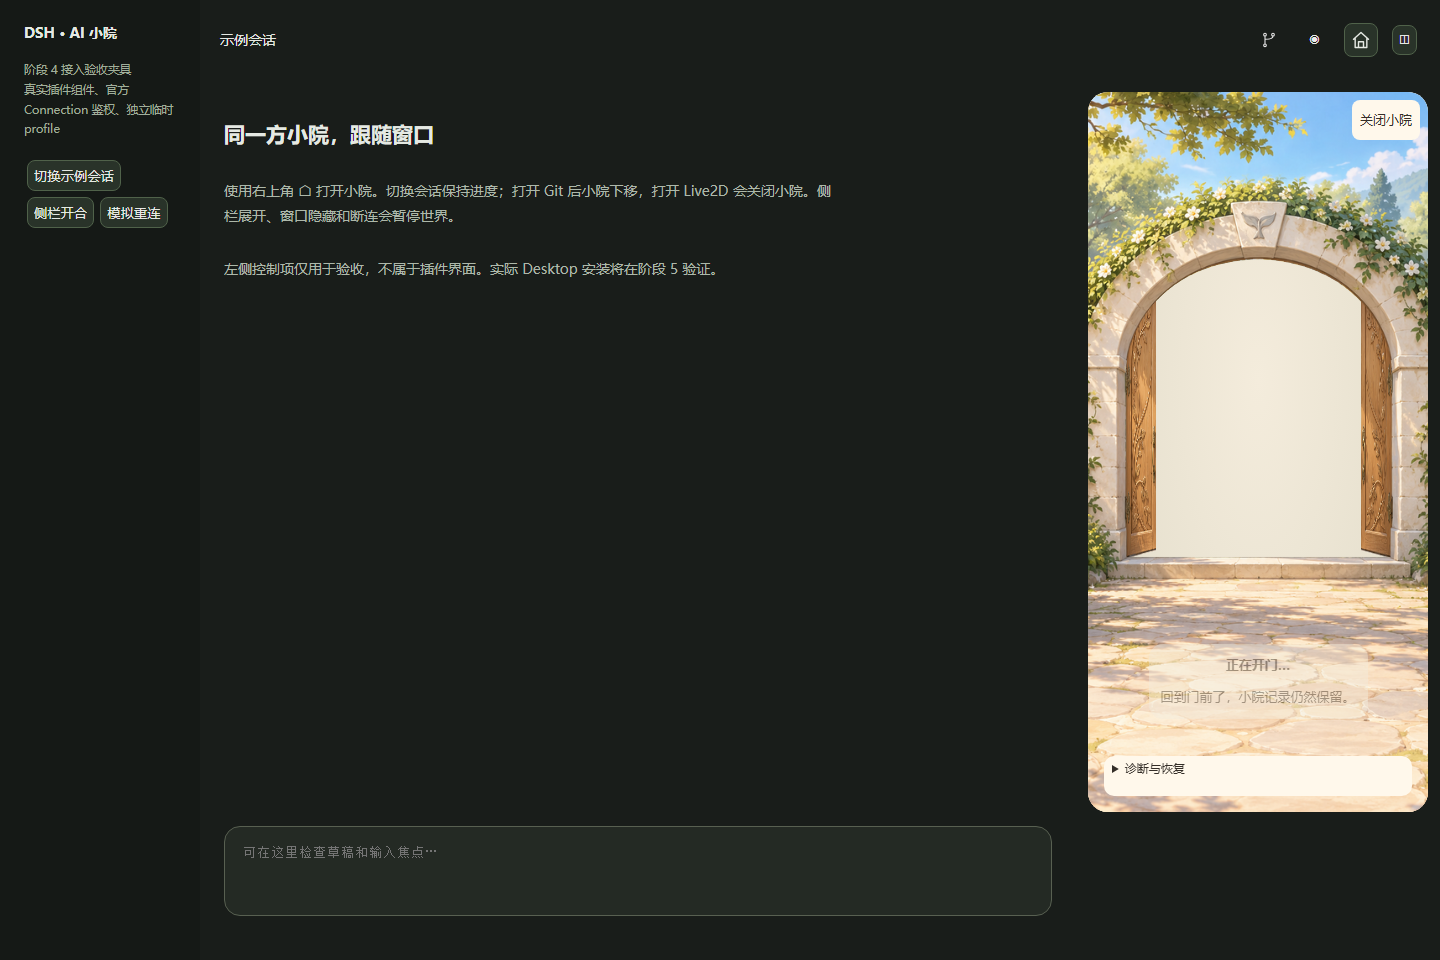 DSH • AI 小院
阶段 4 接入验收夹具
真实插件组件、官方
Connection 鉴权、独立临时
profile
切换示例会话
侧栏开合 模拟重连
示例会话
同一方小院，跟随窗口
使用右上角 ⌂ 打开小院。切换会话保持进度；打开 Git 后小院下移，打开 Live2D 会关闭小院。侧
栏展开、窗口隐藏和断连会暂停世界。
左侧控制项仅用于验收，不属于插件界面。实际 Desktop 安装将在阶段 5 验证。
可在这里检查草稿和输入焦点…
关闭小院
正在开门...
回到门前了，小院记录仍然保留。
▶ 诊断与恢复